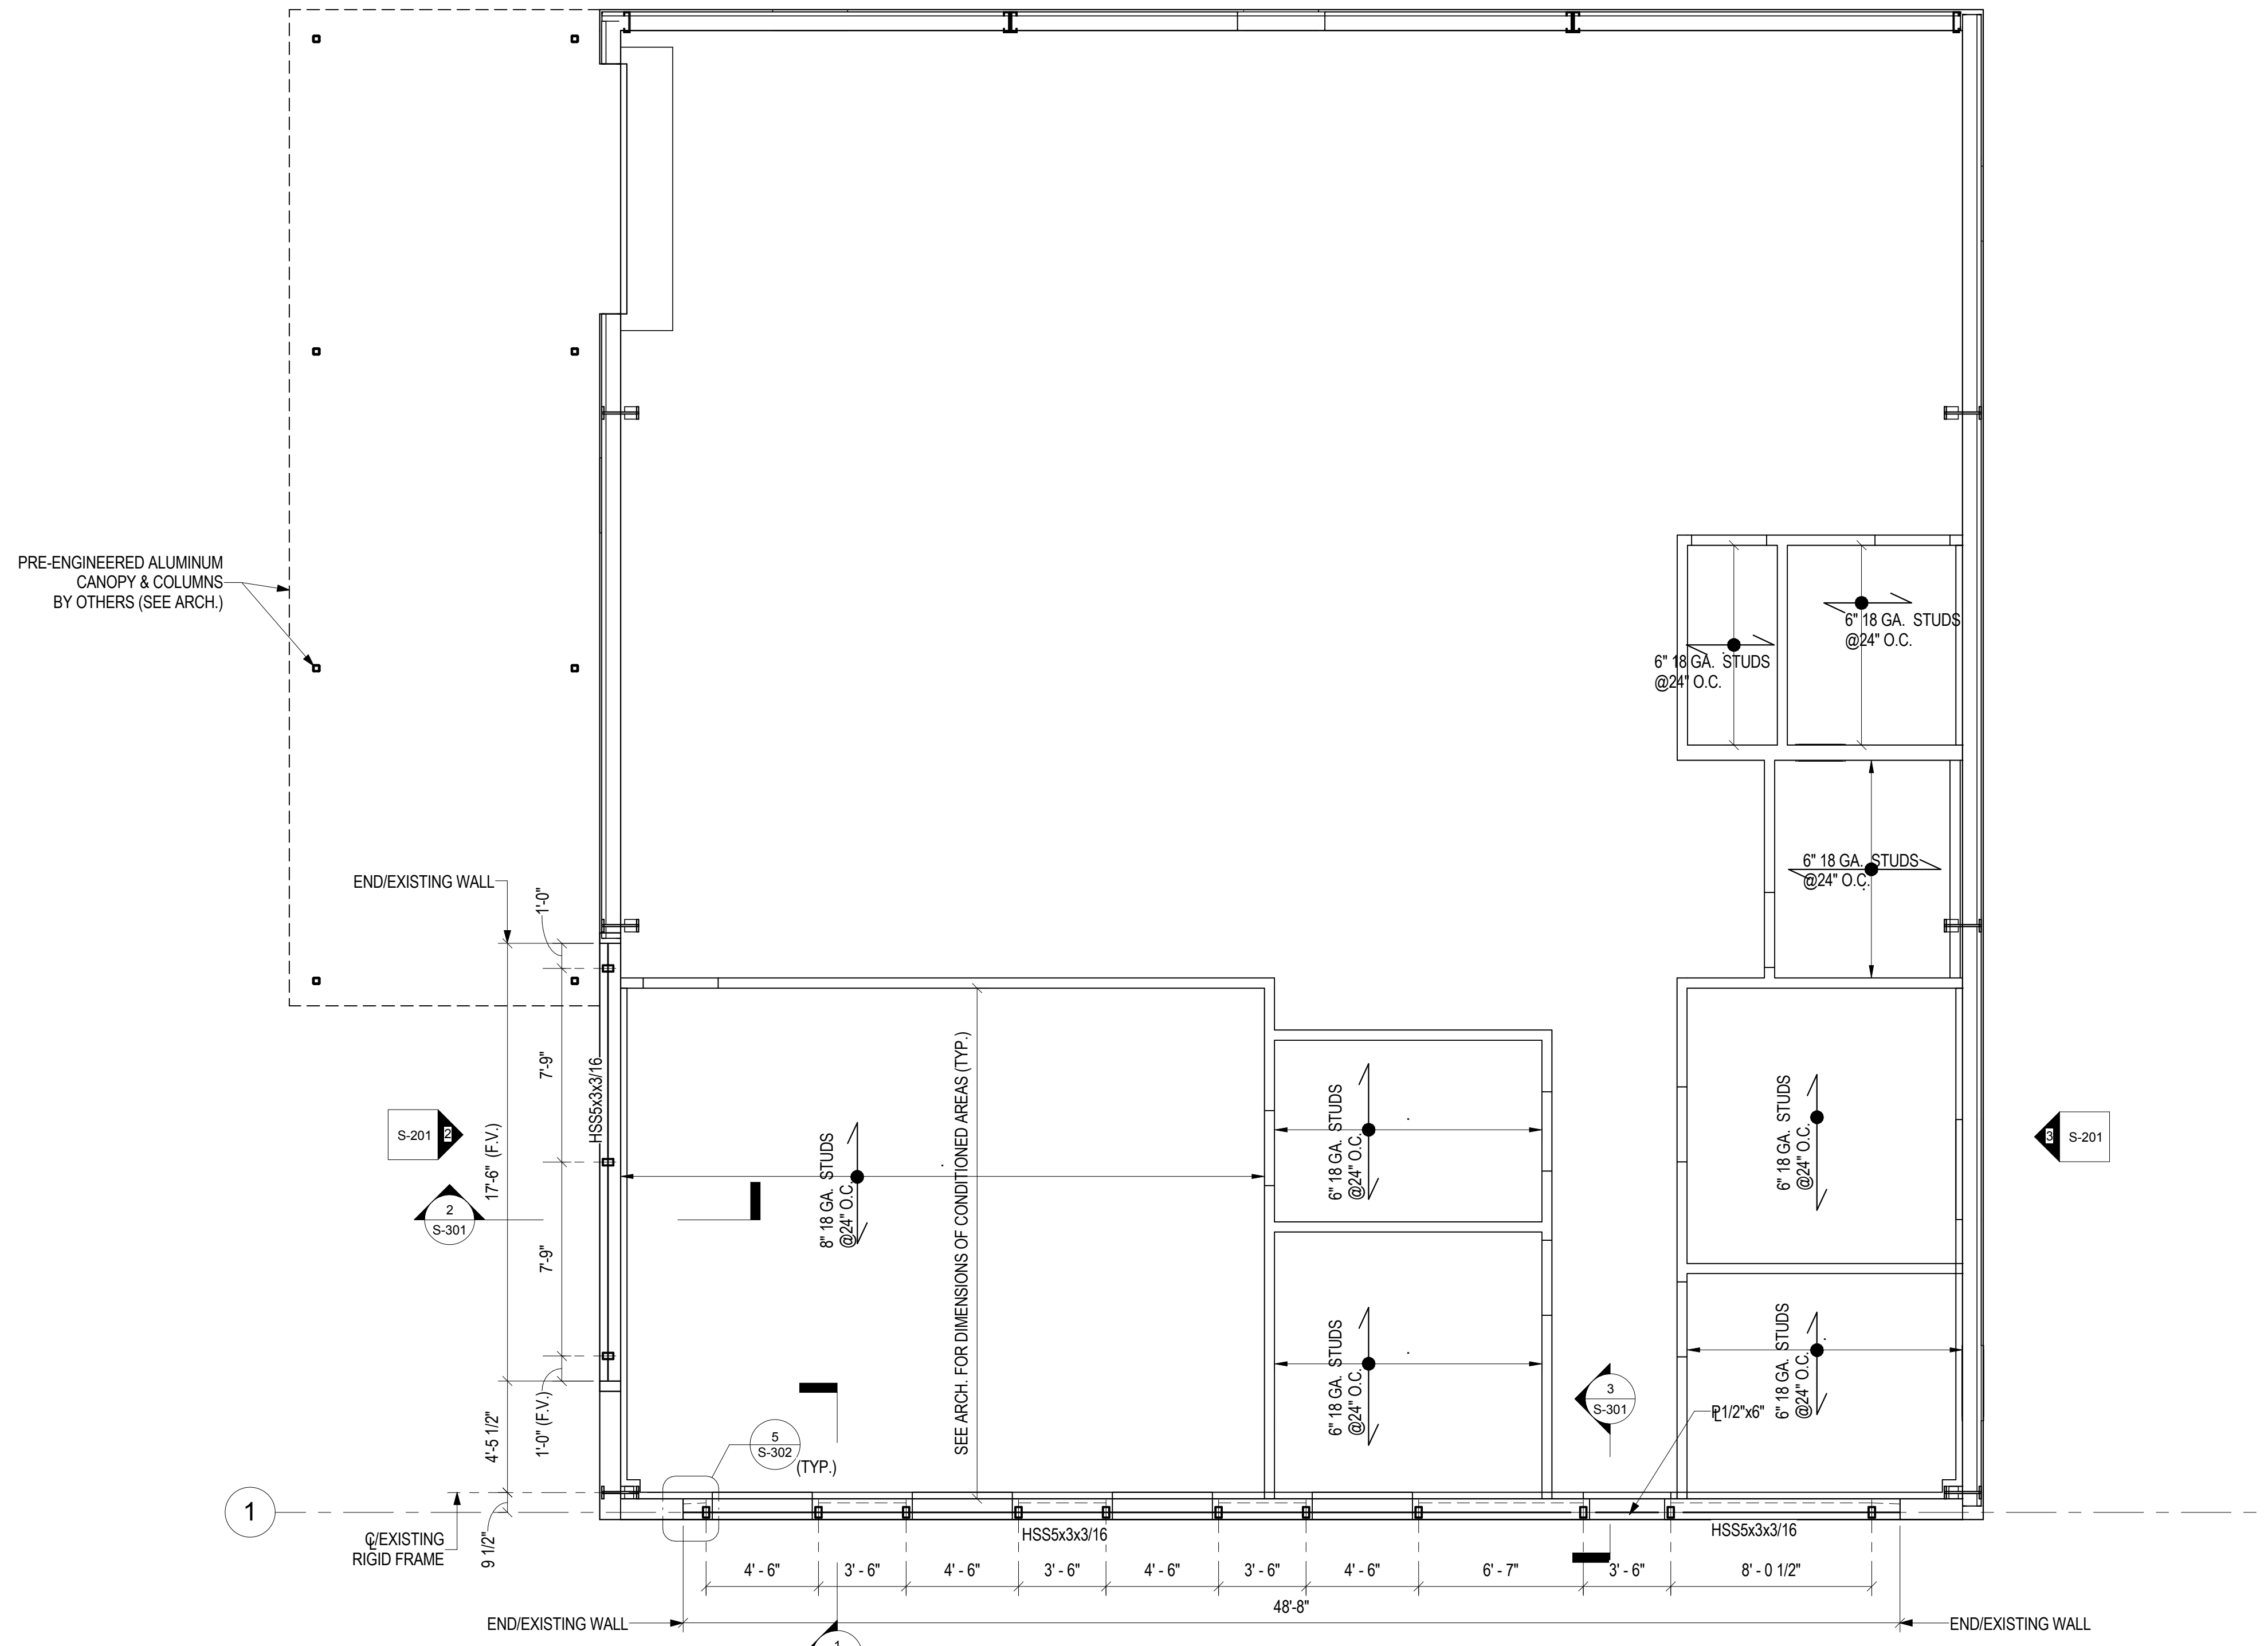 PRE-ENGINEERED ALUMINUM
CANOPY & COLUMNS
BY OTHERS (SEE ARCH.)
6" 18 GA. STUDS
@24" O.C.
6" 18 GA. STUDS
@24" O.C.
6" 18 GA. STUDS
@24" O.C.
END/EXISTING WALL
1'-0"
7'-9"
HSS5x3x3/16
17'-6" (F.V.)
7'-9"
1'-0" (F.V.)
4'-5 1/2"
9 1/2"
S-201
2
2
S-301
8" 18 GA. STUDS
@24" O.C.
SEE ARCH. FOR DIMENSIONS OF CONDITIONED AREAS (TYP.)
6" 18 GA. STUDS
@24" O.C.
6" 18 GA. STUDS
@24" O.C.
6" 18 GA. STUDS
@24" O.C.
6" 18 GA. STUDS
@24" O.C.
3
S-201
3
S-301
PL1/2"x6"
5
S-302
(TYP.)
1
℄/EXISTING
RIGID FRAME
HSS5x3x3/16
HSS5x3x3/16
4' - 6"
3' - 6"
4' - 6"
3' - 6"
4' - 6"
3' - 6"
4' - 6"
6' - 7"
3' - 6"
8' - 0 1/2"
48'-8"
END/EXISTING WALL
END/EXISTING WALL